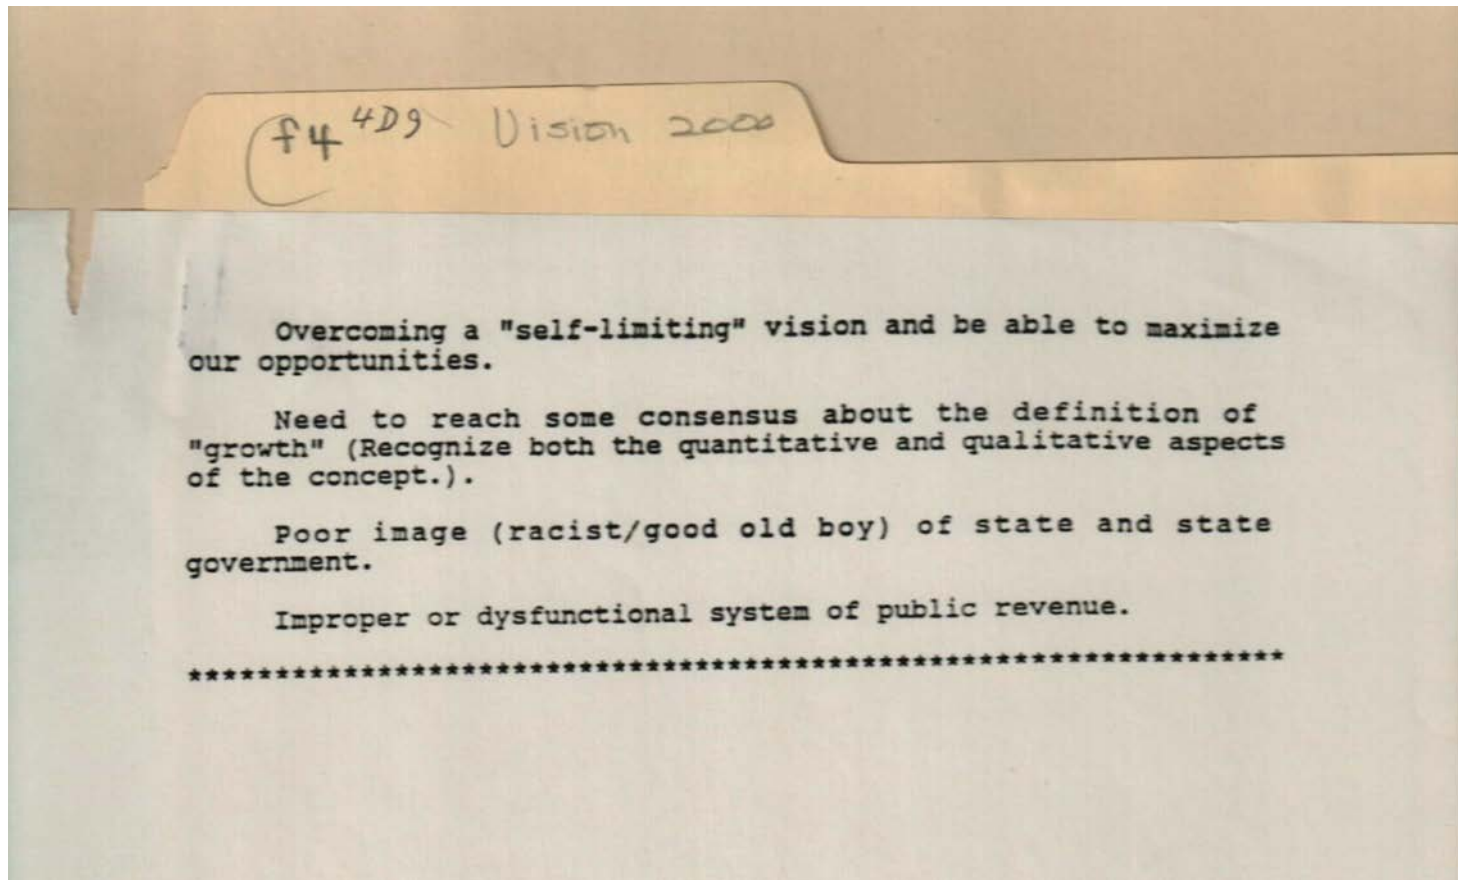 f4 4D9 Vision 2000
Overcoming a "self-limiting" vision and be able to maximize
our opportunities.
Need to reach some consensus about the definition of
"growth" (Recognize both the quantitative and qualitative aspects
of the concept.).
Poor image (racist/good old boy) of state and state
government.
Improper or dysfunctional system of public revenue.
****************************************************************